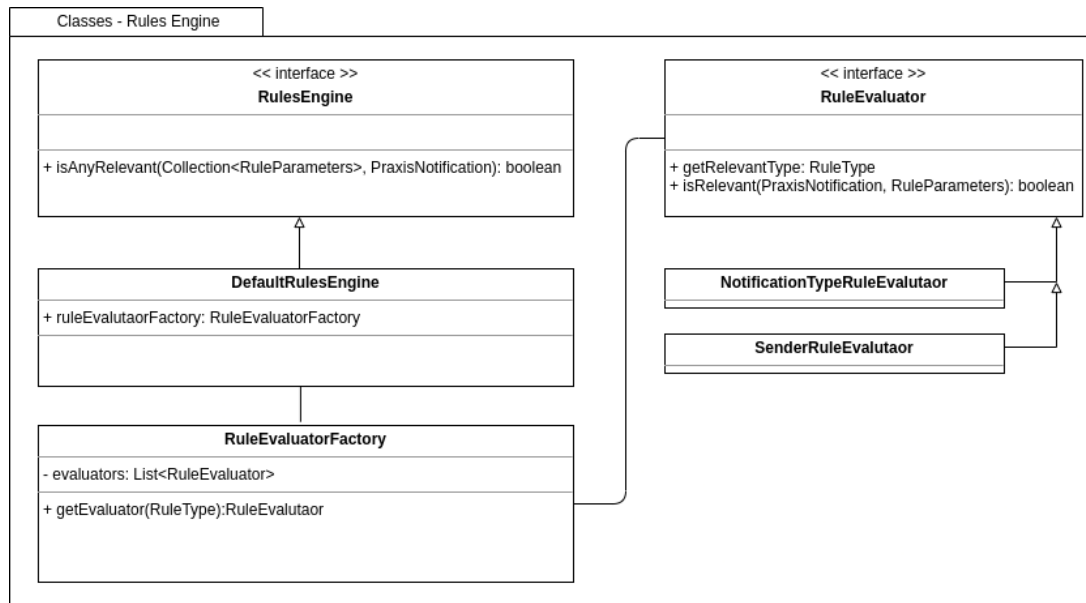 Classes - Rules Engine
<< interface >>
RulesEngine
+ isAnyRelevant(Collection<RuleParameters>, PraxisNotification): boolean
DefaultRulesEngine
+ ruleEvalutaorFactory: RuleEvaluatorFactory
RuleEvaluatorFactory
- evaluators: List<RuleEvaluator>
+ getEvaluator(RuleType):RuleEvalutaor
<< interface >>
RuleEvaluator
+ getRelevantType: RuleType
+ isRelevant(PraxisNotification, RuleParameters): boolean
NotificationTypeRuleEvalutaor
SenderRuleEvalutaor